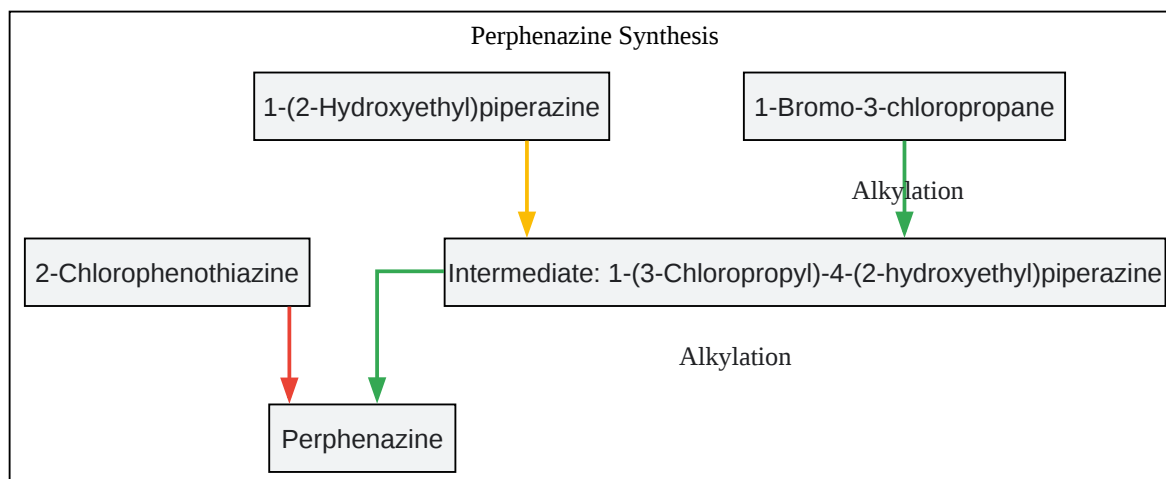 Perphenazine Synthesis
1-(2-Hydroxyethyl)piperazine
1-Bromo-3-chloropropane
Alkylation
2-Chlorophenothiazine
Intermediate: 1-(3-Chloropropyl)-4-(2-hydroxyethyl)piperazine
Alkylation
Perphenazine